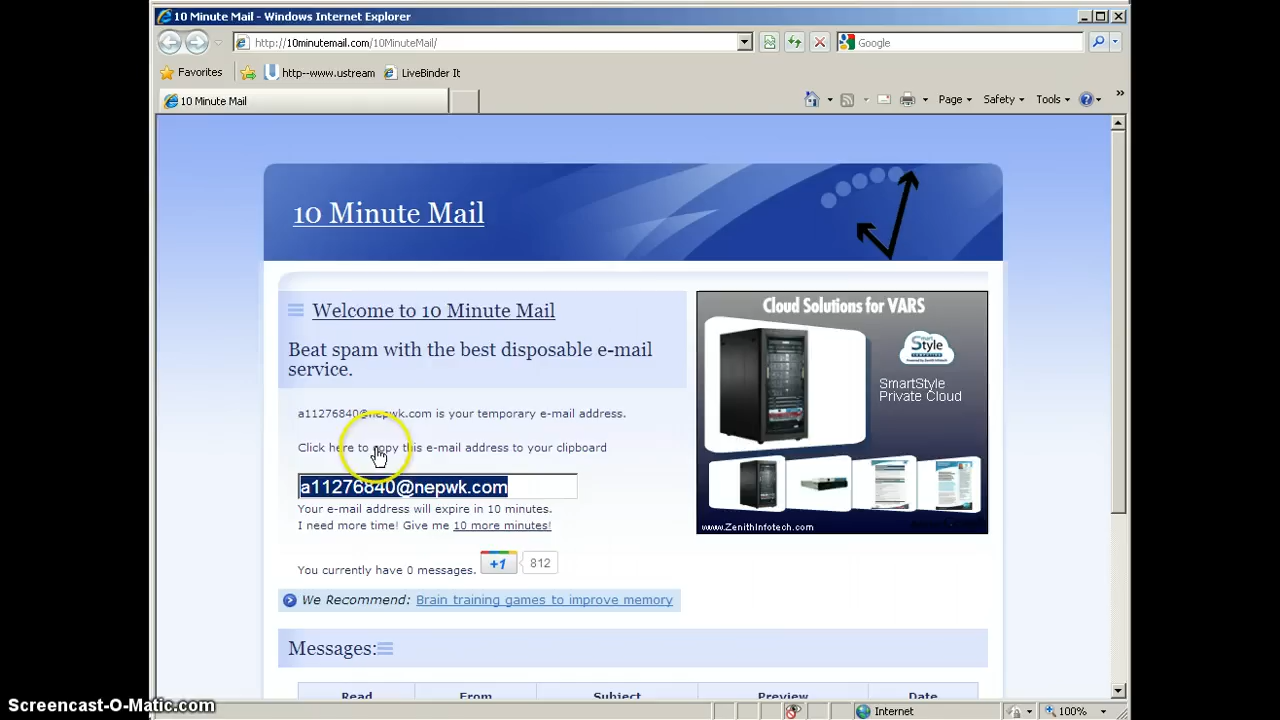 10 Minute Mail - Windows Internet Explorer
http://10minutemail.com/10MinuteMail/
Google
Favorites
http--www.ustream
LiveBinder It
10 Minute Mail
Page
Safety
Tools
10 Minute Mail
Welcome to 10 Minute Mail
Beat spam with the best disposable e-mail
service.
a11276840@nepwk.com is your temporary e-mail address.
Click here to copy this e-mail address to your clipboard
a11276840@nepwk.com
Your e-mail address will expire in 10 minutes.
I need more time! Give me 10 more minutes!
You currently have 0 messages.
+1
812
We Recommend: Brain training games to improve memory
Cloud Solutions for VARS
Smart
Style
SmartStyle
Private Cloud
www.ZenithInfotech.com
Messages:
Read From Subject Preview Date
Internet
100%
Screencast-O-Matic.com